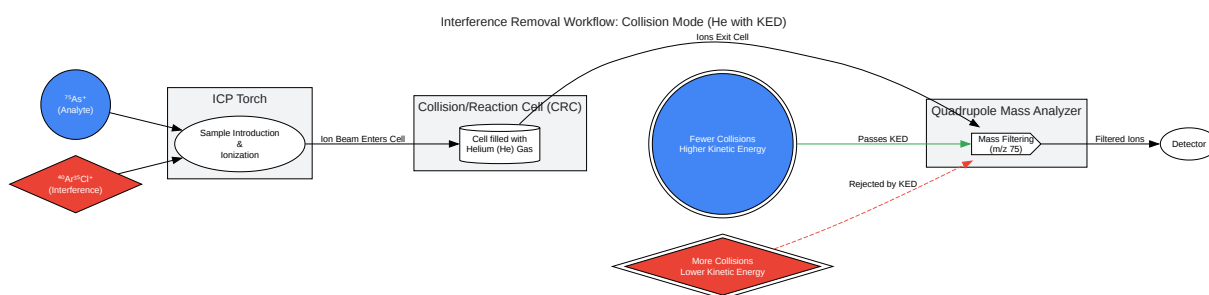 Interference Removal Workflow: Collision Mode (He with KED)
Ions Exit Cell
⁷⁵As⁺
(Analyte)
ICP Torch
Sample Introduction
&
Ionization
⁴⁰Ar³⁵Cl⁺
(Interference)
Ion Beam Enters Cell
Collision/Reaction Cell (CRC)
Cell filled with
Helium (He) Gas
Fewer Collisions
Higher Kinetic Energy
Passes KED
Rejected by KED
More Collisions
Lower Kinetic Energy
Quadrupole Mass Analyzer
Mass Filtering
(m/z 75)
Filtered Ions
Detector